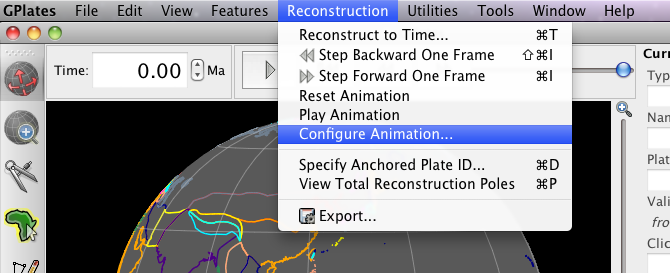 GPlates File Edit View Features Reconstruction Utilities Tools Window Help
Time: 0.00 Ma
Reconstruct to Time... ⌘T
Step Backward One Frame ⇧⌘I
Step Forward One Frame ⌘I
Reset Animation
Play Animation
Configure Animation...
Specify Anchored Plate ID... ⌘D
View Total Reconstruction Poles ⌘P
Export...
Curr
Typ
Nam
Plat
Vali
fro
Clic